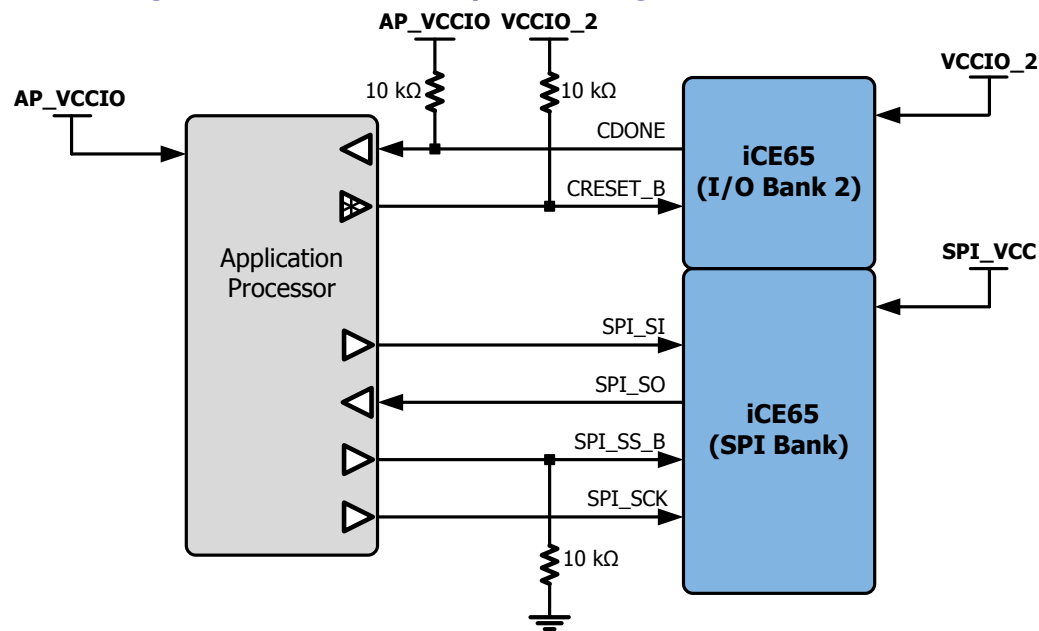 AP_VCCIO VCCIO_2
10 kΩ
10 kΩ
VCCIO_2
AP_VCCIO
CDONE
iCE65
(I/O Bank 2)
CRESET_B
Application
Processor
SPI_VCC
SPI_SI
SPI_SO
iCE65
(SPI Bank)
SPI_SS_B
SPI_SCK
10 kΩ